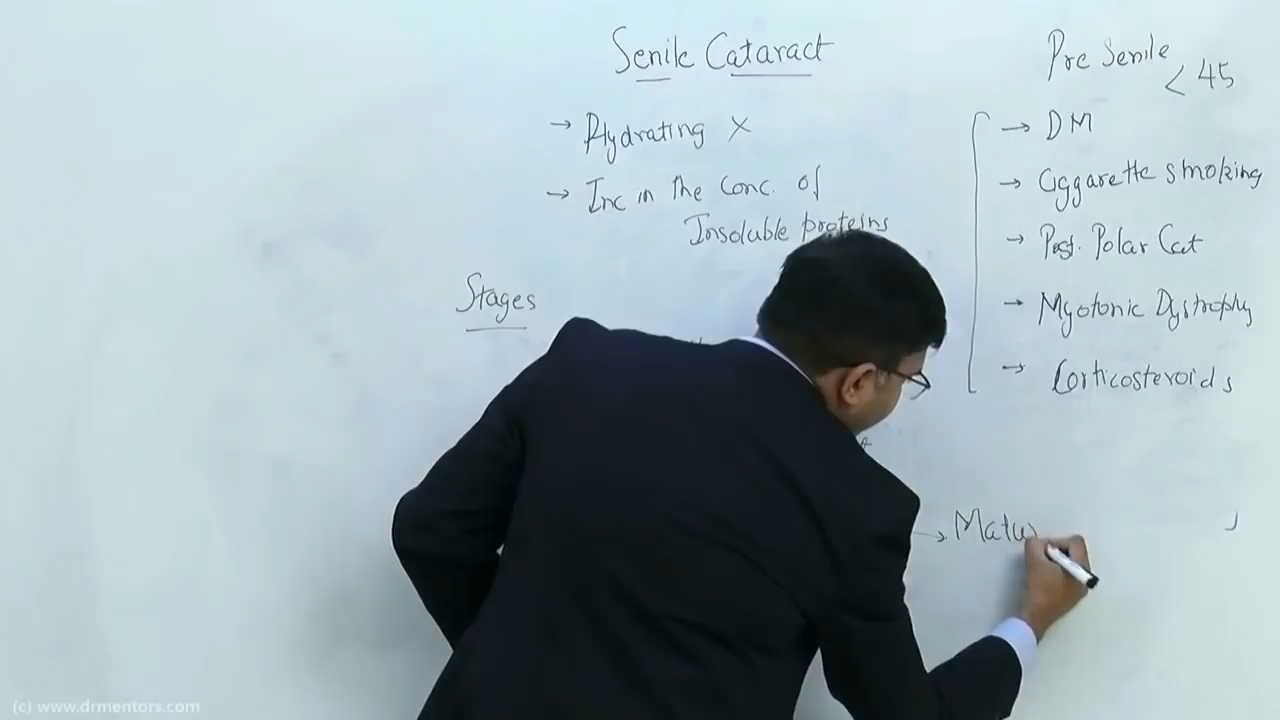 Senile Cataract
→ Hydrating X
→ Inc in the conc. of
Insoluble proteins
Stages
→ Matur
Pre Senile
< 45
→ DM
→ Ciggarette smoking
→ Post. Polar Cat
→ Myotonic Dystrophy
→ Corticosteroids
(c) www.drmentors.com